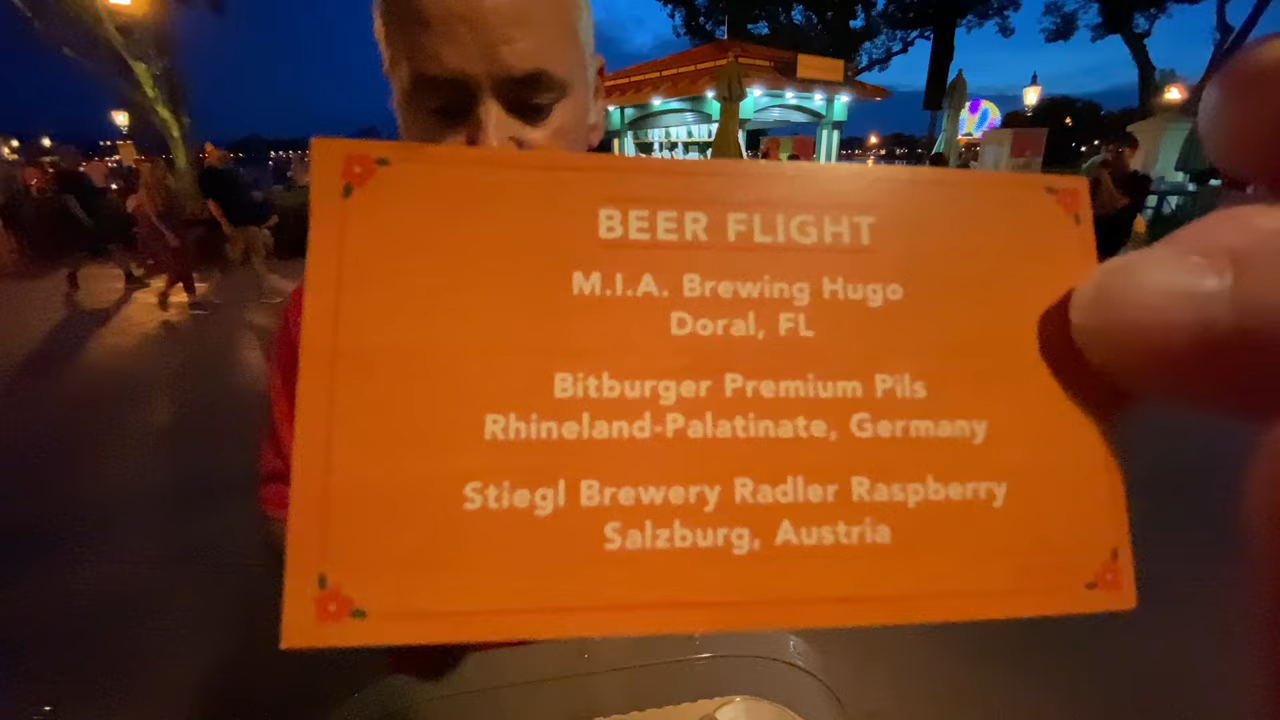 BEER FLIGHT
M.I.A. Brewing Hugo
Doral, FL
Bitburger Premium Pils
Rhineland-Palatinate, Germany
Stiegl Brewery Radler Raspberry
Salzburg, Austria